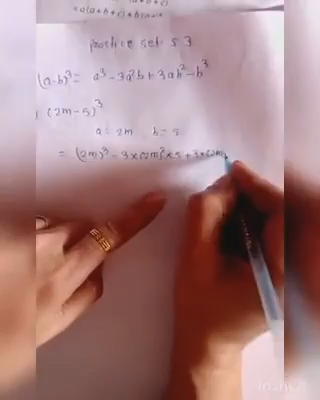 practice set 5 3
(a-b)³ = a³ - 3a²b + 3ab² - b³
(2m-5)³
a = 2m b = 5
= (2m)³ - 3×(2m)²×5 + 3×(2m)